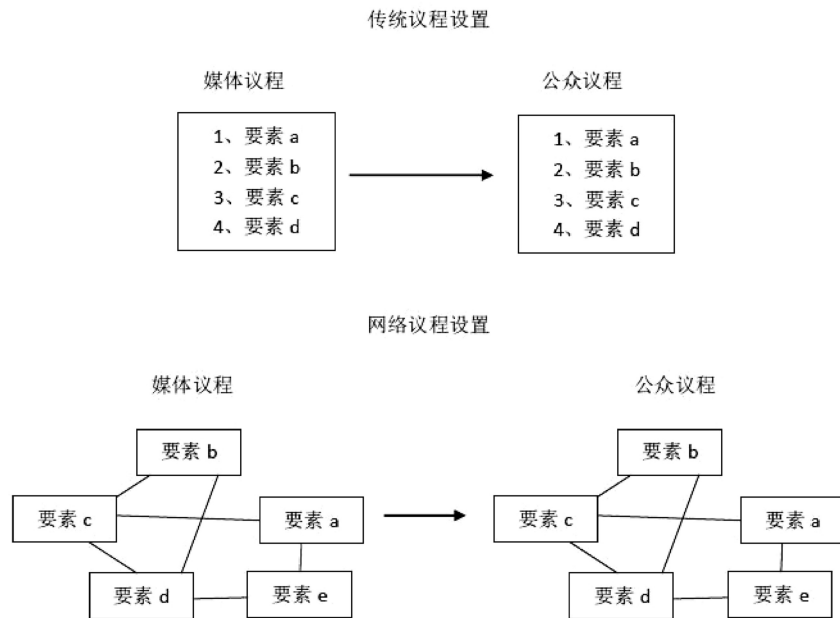 传统议程设置
媒体议程
公众议程
1、要素 a
2、要素 b
3、要素 c
4、要素 d
1、要素 a
2、要素 b
3、要素 c
4、要素 d
网络议程设置
媒体议程
公众议程
要素 b
要素 c
要素 a
要素 d
要素 e
要素 b
要素 c
要素 a
要素 d
要素 e